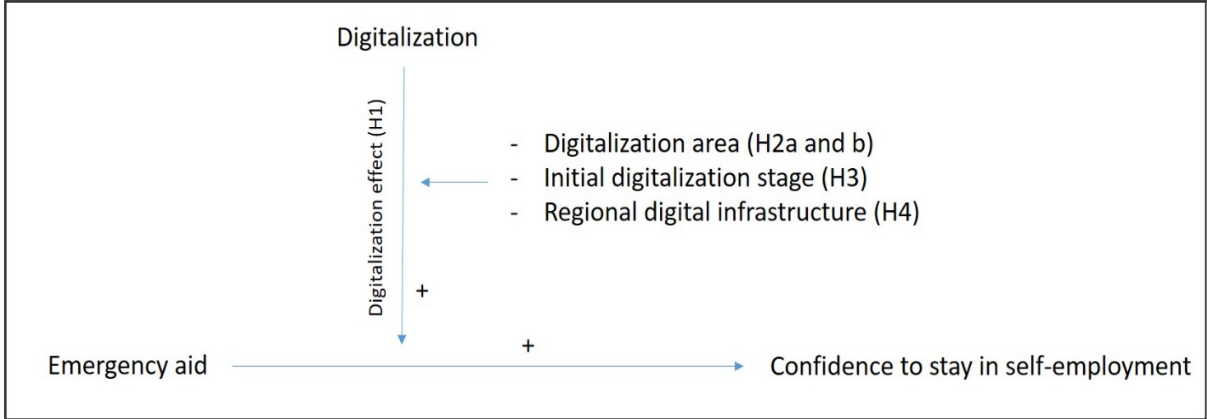 Digitalization
Digitalization effect (H1)
- Digitalization area (H2a and b)
- Initial digitalization stage (H3)
- Regional digital infrastructure (H4)
+
+
Emergency aid
Confidence to stay in self-employment